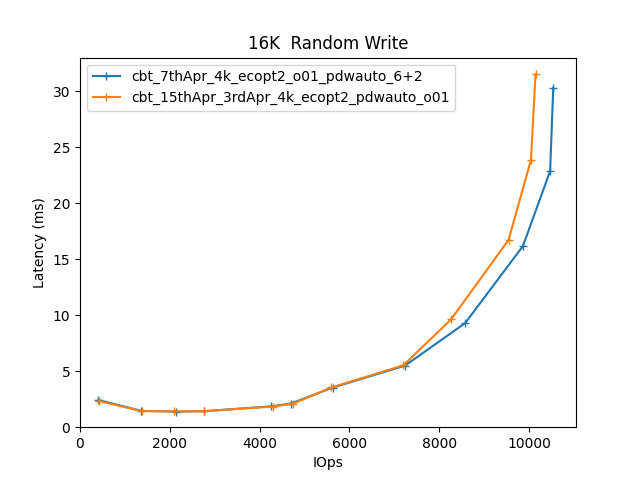 16K  Random Write
cbt_7thApr_4k_ecopt2_o01_pdwauto_6+2
cbt_15thApr_3rdApr_4k_ecopt2_pdwauto_o01
30
25
20
15
10
5
0
Latency (ms)
0 2000 4000 6000 8000 10000
IOps